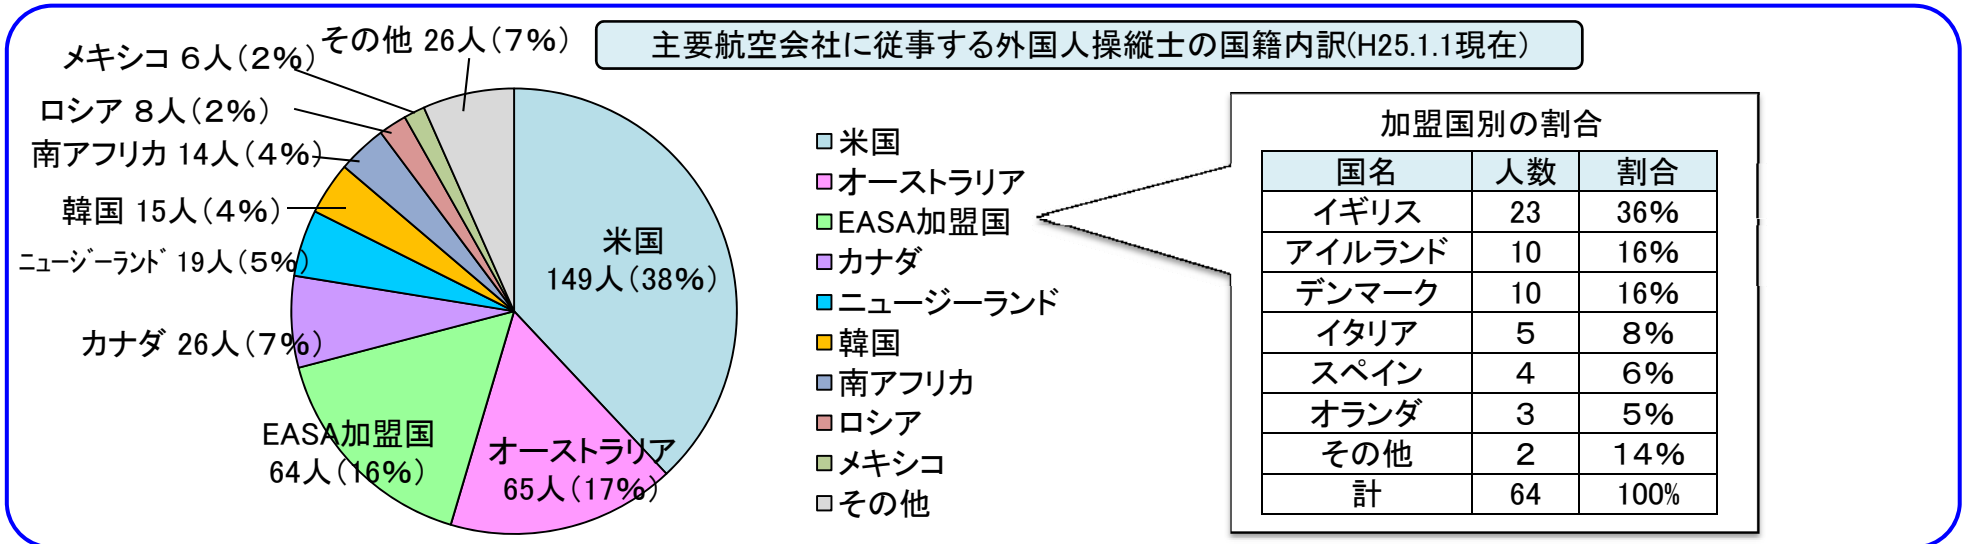 主要航空会社に従事する外国人操縦士の国籍内訳(H25.1.1現在)
その他 26人(7%)
メキシコ 6人(2%)
ロシア 8人(2%)
南アフリカ 14人(4%)
韓国 15人(4%)
ニュージーランド 19人(5%)
カナダ 26人(7%)
EASA加盟国
64人(16%)
オーストラリア
65人(17%)
米国
149人(38%)
米国
オーストラリア
EASA加盟国
カナダ
ニュージーランド
韓国
南アフリカ
ロシア
メキシコ
その他
加盟国別の割合
国名 人数 割合
イギリス 23 36%
アイルランド 10 16%
デンマーク 10 16%
イタリア 5 8%
スペイン 4 6%
オランダ 3 5%
その他 2 14%
計 64 100%